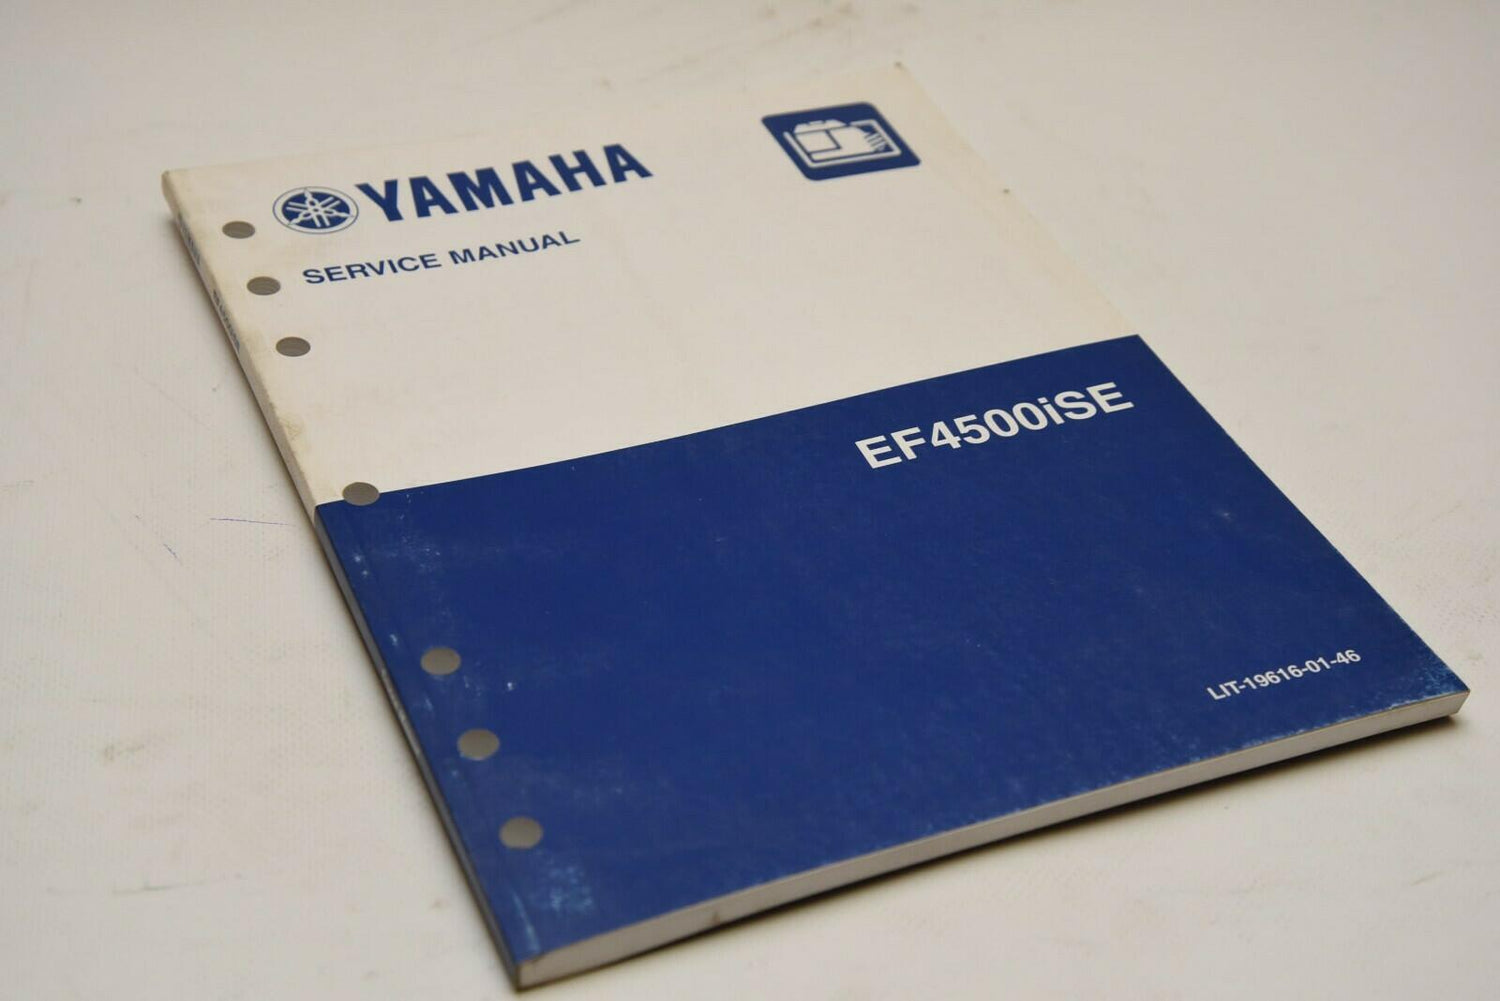 YAMAHA
SERVICE MANUAL
EF4500iSE
LIT-19616-01-46